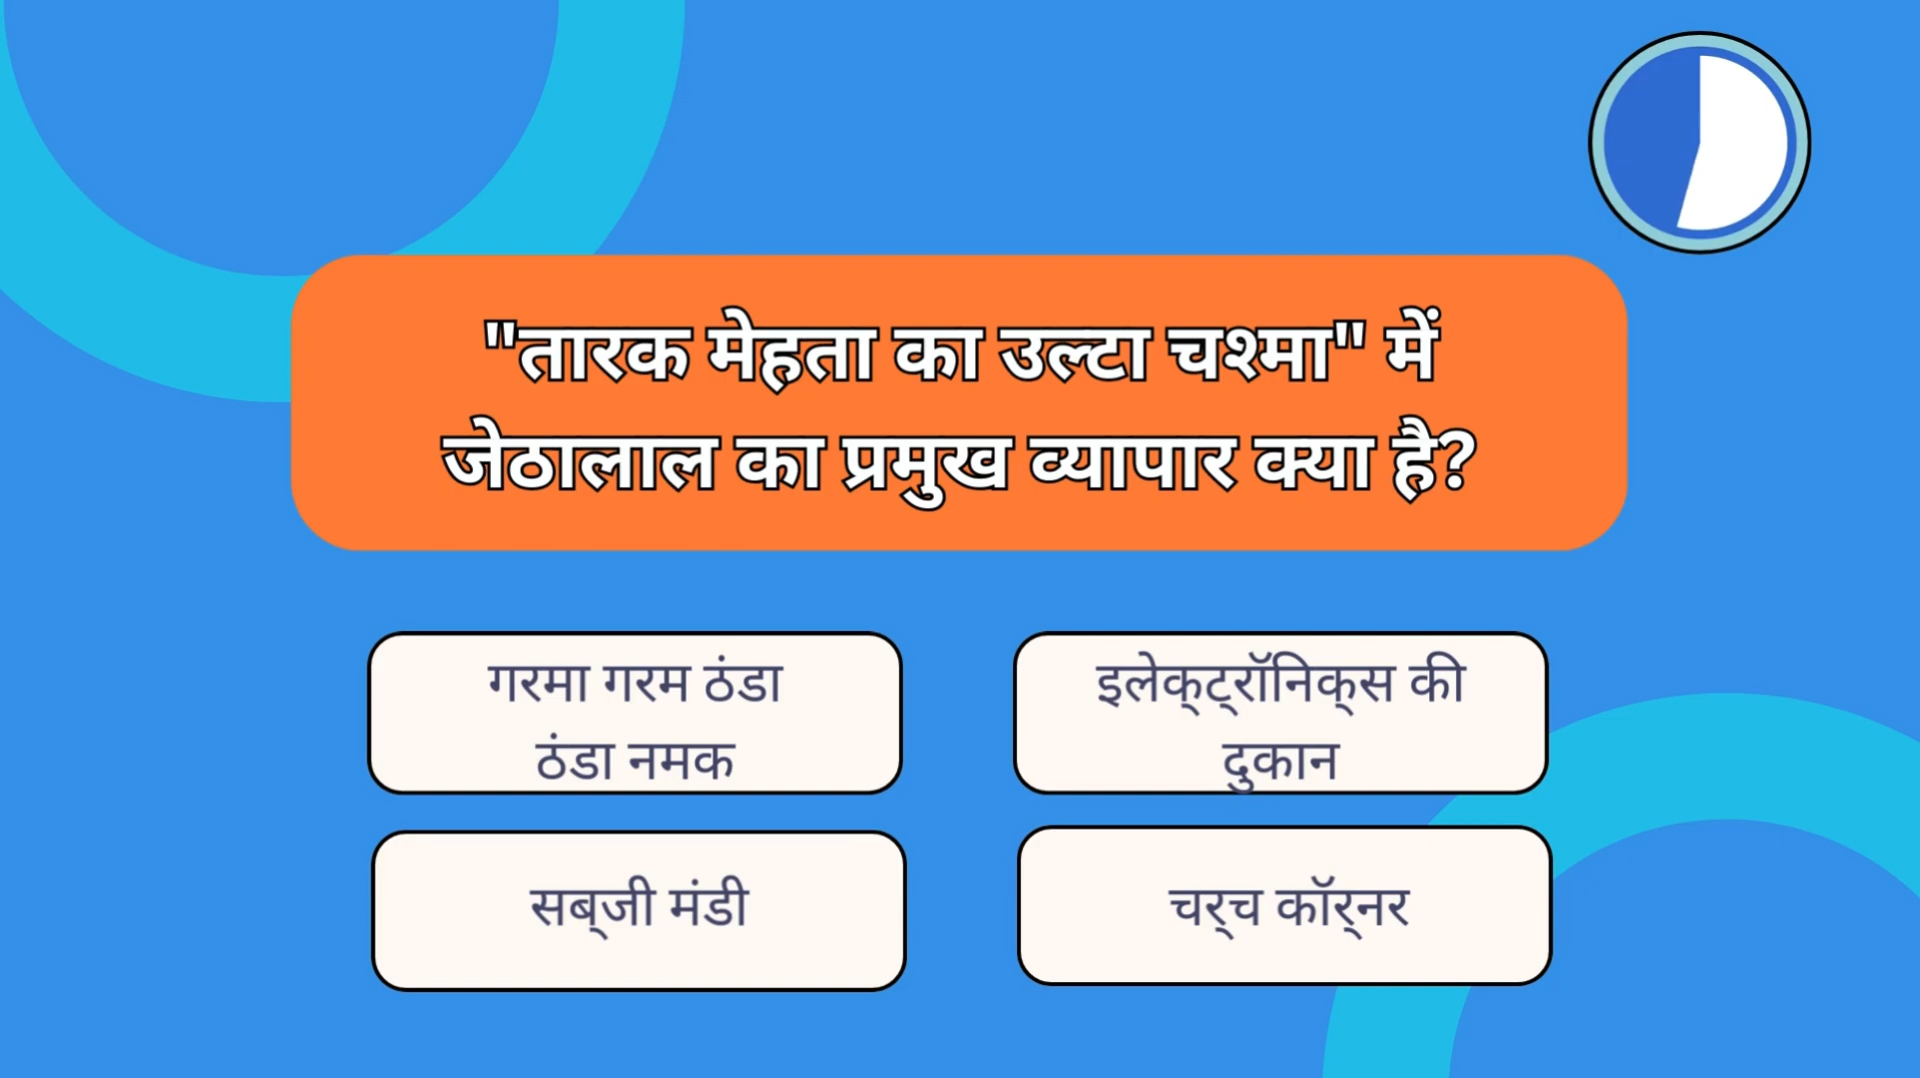 "तारक मेहता का उल्टा चश्मा" में
जेठालाल का प्रमुख व्यापार क्या है?
गरमा गरम ठंडा
ठंडा नमक
इलेक्‌ट्‌रॉनिक्‌स की
दुकान
सब्‌जी मंडी
चर्‌च कॉर्‌नर